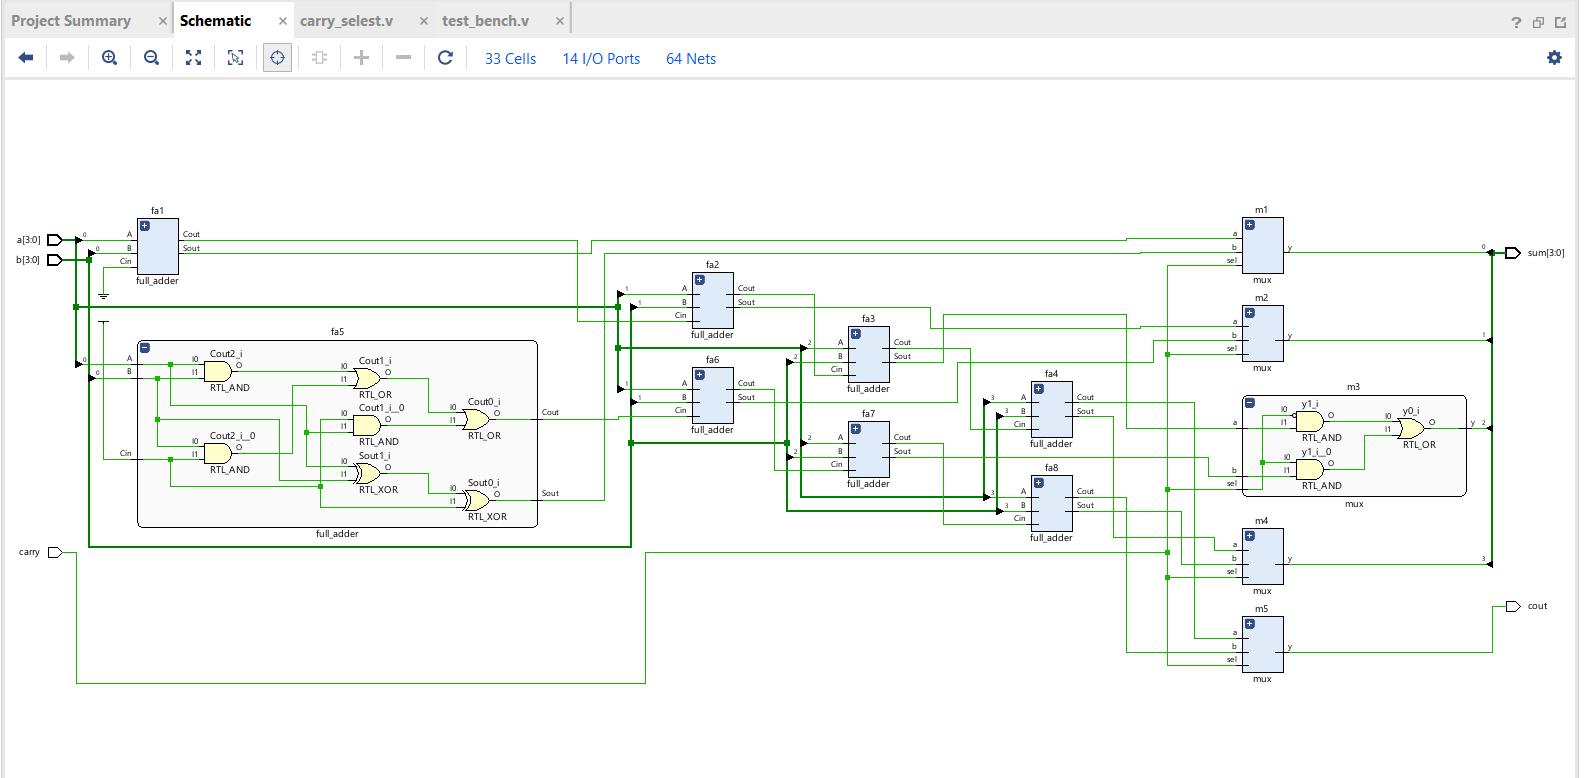 Project Summary × Schematic × carry_selest.v × test_bench.v ×
?
33 Cells 14 I/O Ports 64 Nets
fa1
a[3:0] 0 A Cout
b[3:0] 0 B Sout
Cin
full_adder
fa5
Cout2_i
A 0 I0 O
B 0 I1
RTL_AND
Cout1_i
I0 O
I1
RTL_OR
Cout1_i__0
I0 O
I1
RTL_AND
Cout0_i
I0 O Cout
I1
RTL_OR
Cout2_i__0
I0 O
Cin I1
RTL_AND
Sout1_i
I0 O
I1
RTL_XOR
Sout0_i
I0 O Sout
I1
RTL_XOR
full_adder
carry
fa2
1 A Cout
1 B Sout
Cin
full_adder
fa3
2 A Cout
2 B Sout
Cin
full_adder
fa6
1 A Cout
1 B Sout
Cin
full_adder
fa4
3 A Cout
3 B Sout
Cin
full_adder
fa7
2 A Cout
2 B Sout
Cin
full_adder
fa8
3 A Cout
3 B Sout
Cin
full_adder
m1
a
b y 0 sum[3:0]
sel
mux
m2
a
b y 1
sel
mux
m3
y1_i
I0 O
a I1
RTL_AND
y0_i
I0 O y 2
I1
RTL_OR
y1_i__0
I0 O
b I1
sel
RTL_AND
mux
m4
a
b y 3
sel
mux
m5
a
b y cout
sel
mux